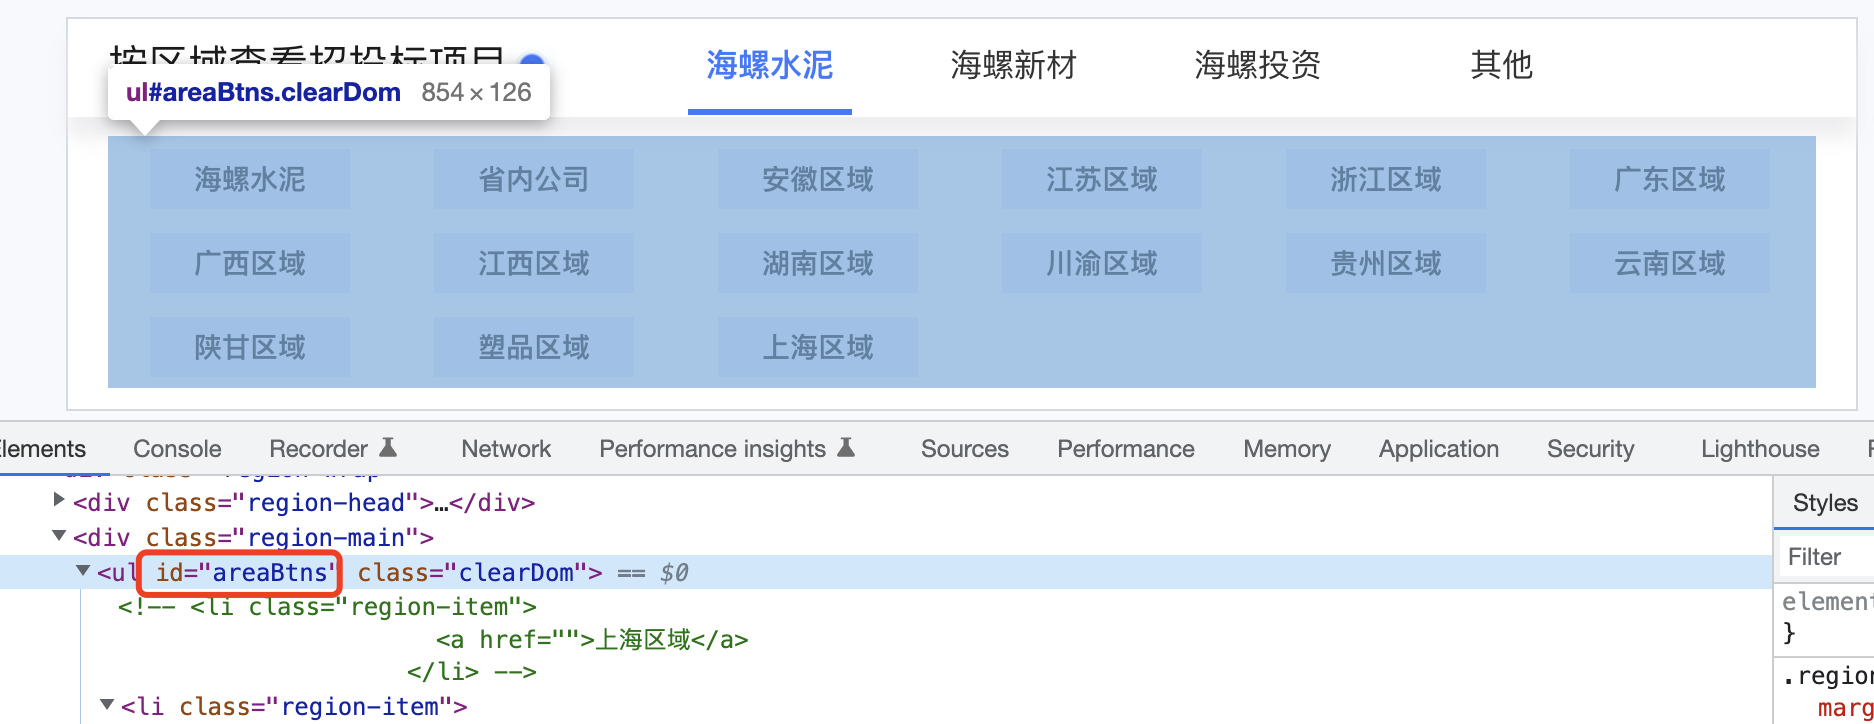 按区域查看招投标项目 海螺水泥 海螺新材 海螺投资 其他
ul#areaBtns.clearDom 854 × 126
海螺水泥 省内公司 安徽区域 江苏区域 浙江区域 广东区域
广西区域 江西区域 湖南区域 川渝区域 贵州区域 云南区域
陕甘区域 塑品区域 上海区域
Elements Console Recorder Network Performance insights Sources Performance Memory Application Security Lighthouse
<div class="region-head">…</div>
<div class="region-main">
<ul id="areaBtns" class="clearDom"> == $0
<!-- <li class="region-item">
<a href="">上海区域</a>
</li> -->
<li class="region-item">
Styles
Filter
element
}
.region
marg